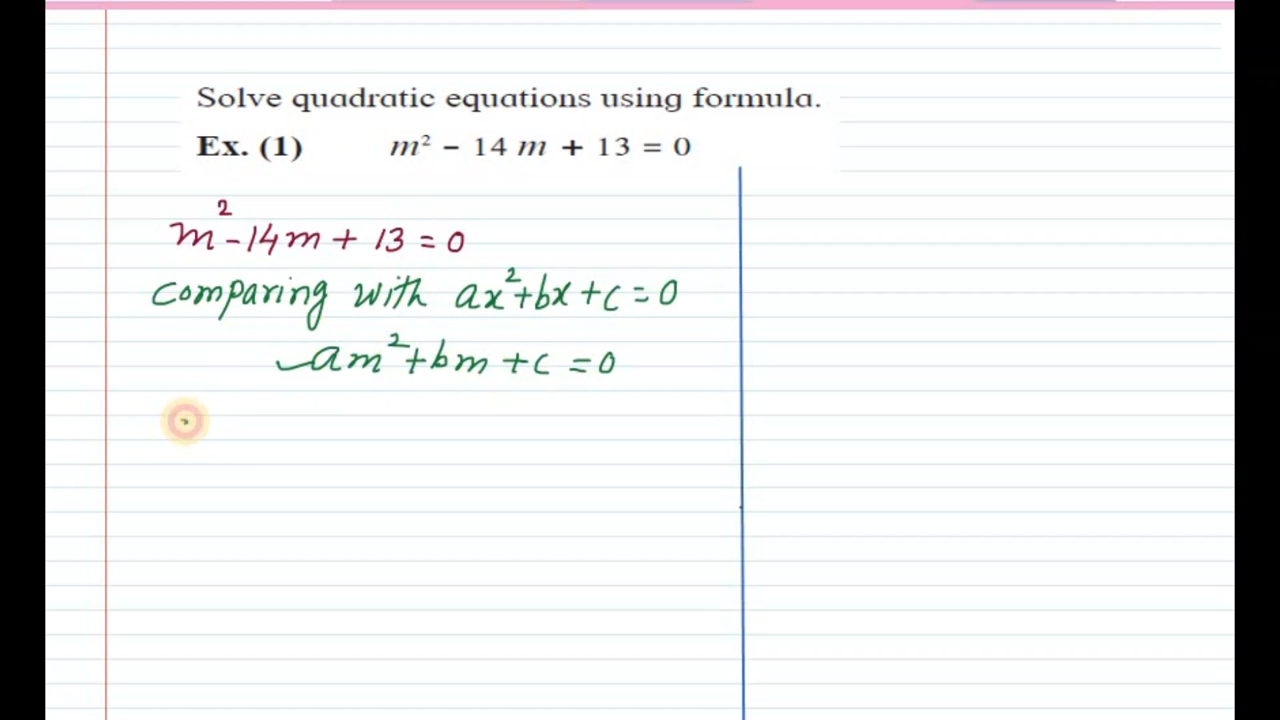 Solve quadratic equations using formula.
Ex. (1) m² − 14 m + 13 = 0
m² - 14m + 13 = 0
comparing with ax² + bx + c = 0
am² + bm + c = 0